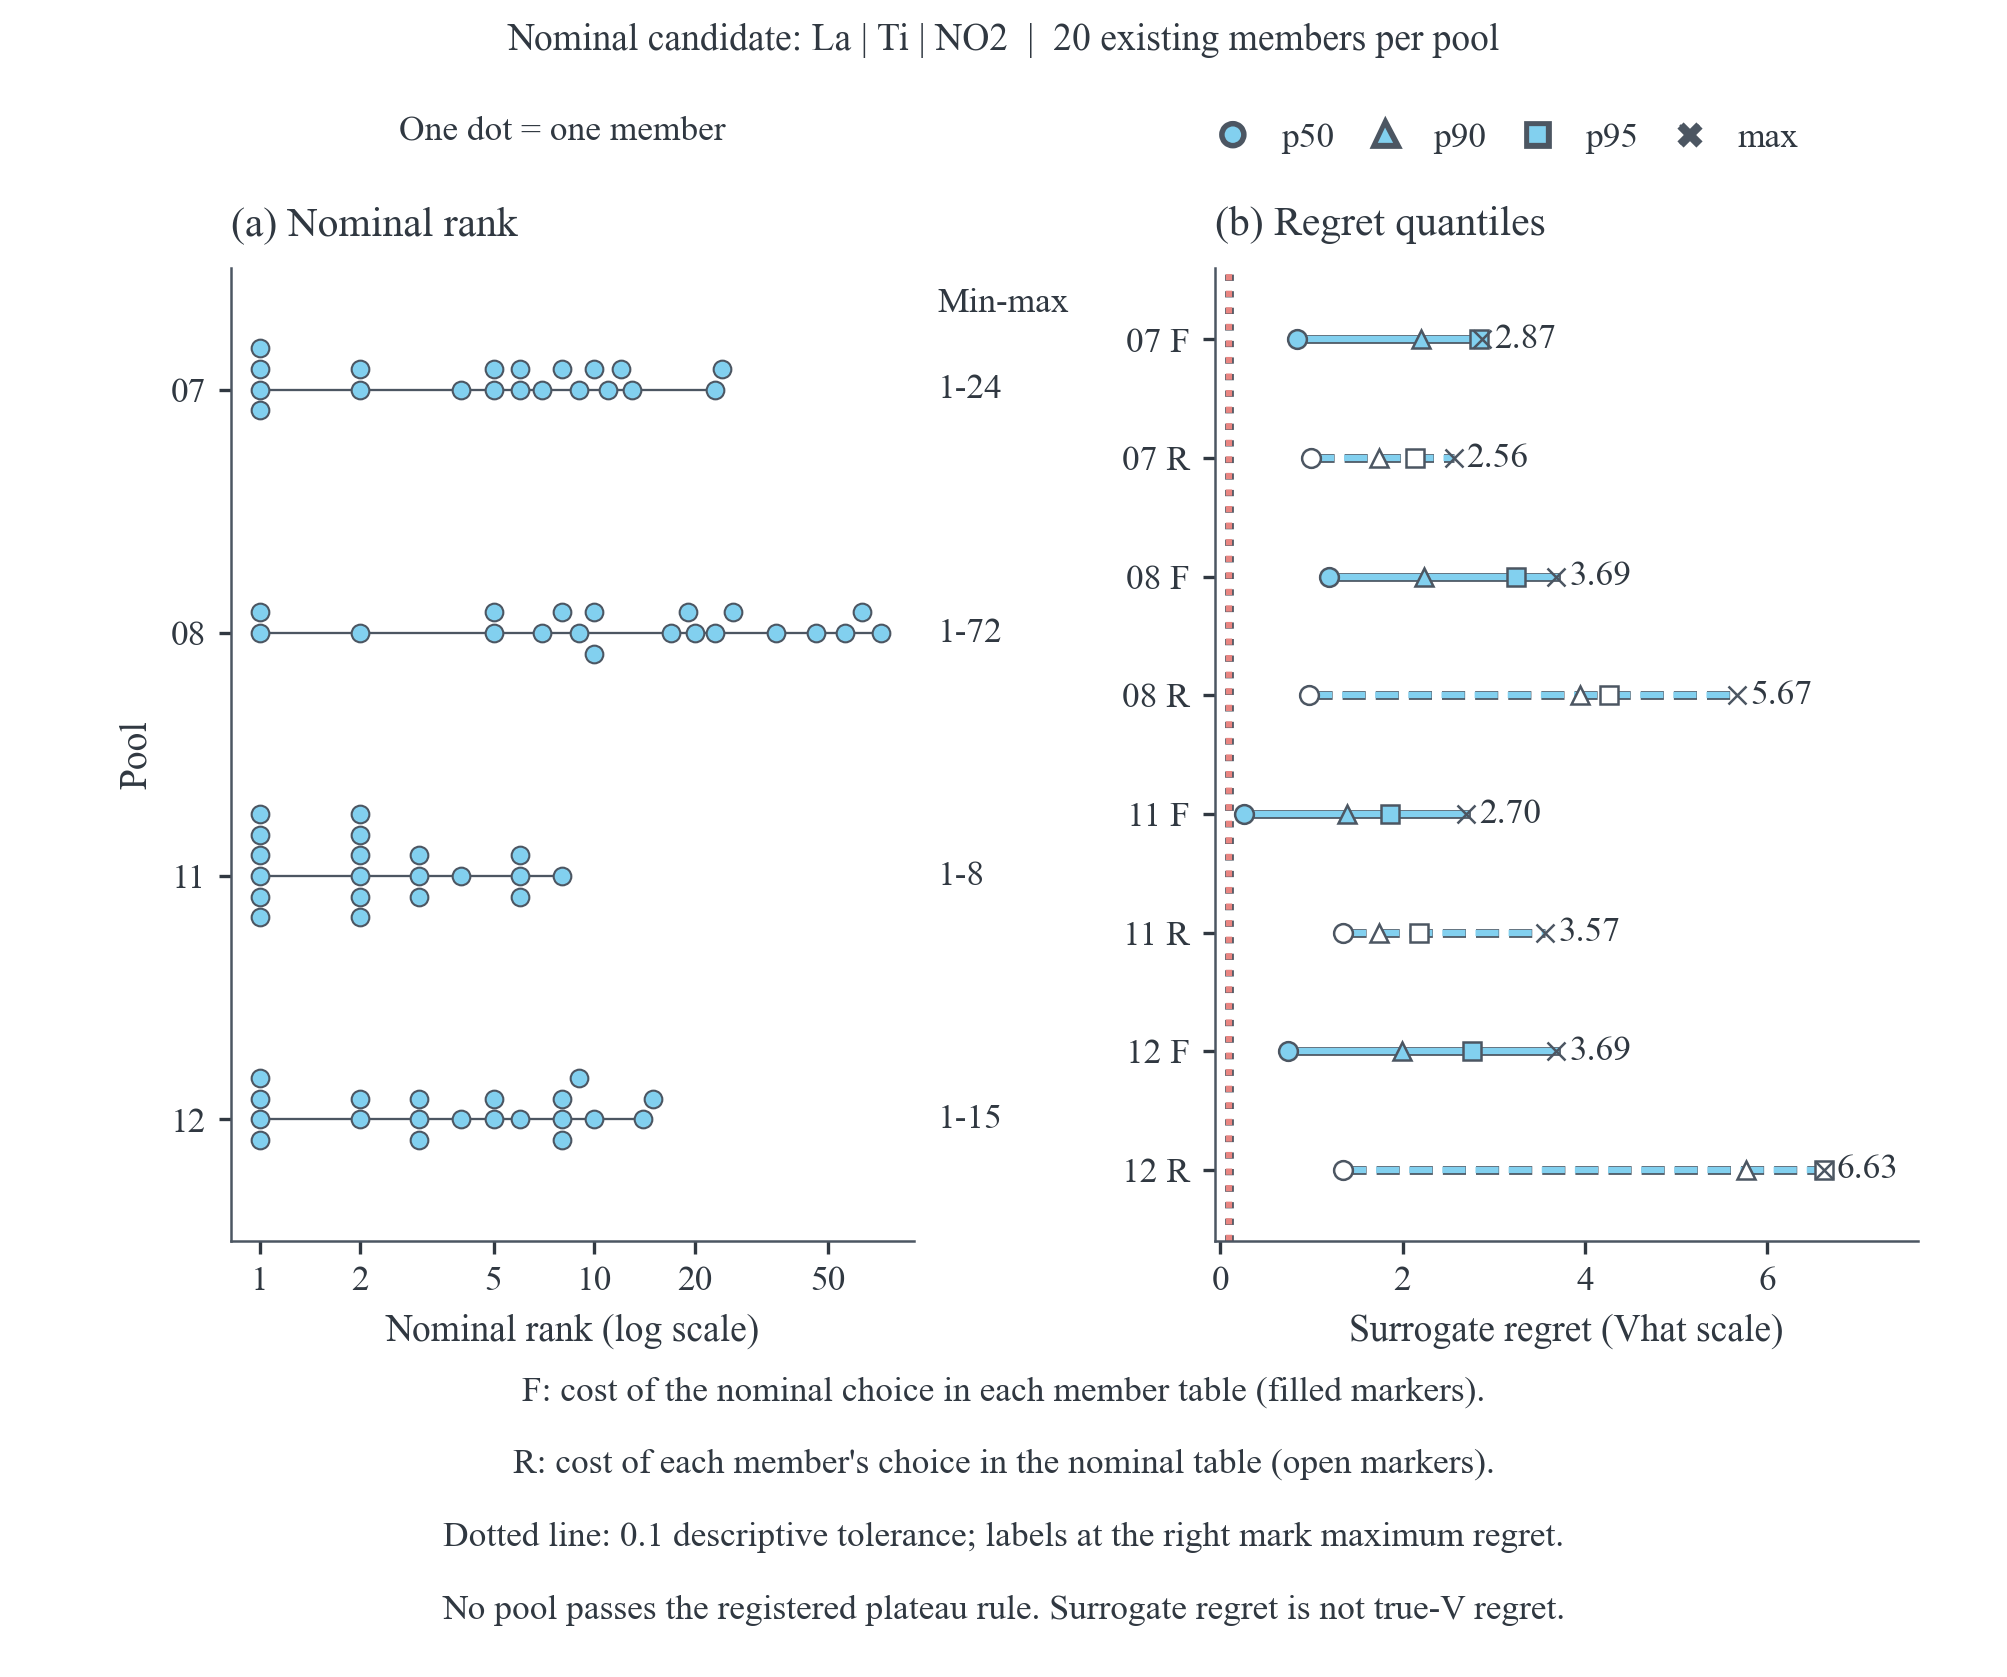 Nominal candidate: La | Ti | NO2 | 20 existing members per pool
One dot = one member
p50 p90 p95 max
(a) Nominal rank
Min-max
07 1-24
08 1-72
11 1-8
12 1-15
Pool
1 2 5 10 20 50
Nominal rank (log scale)
(b) Regret quantiles
07 F 2.87
07 R 2.56
08 F 3.69
08 R 5.67
11 F 2.70
11 R 3.57
12 F 3.69
12 R 6.63
0 2 4 6
Surrogate regret (Vhat scale)
F: cost of the nominal choice in each member table (filled markers).
R: cost of each member's choice in the nominal table (open markers).
Dotted line: 0.1 descriptive tolerance; labels at the right mark maximum regret.
No pool passes the registered plateau rule. Surrogate regret is not true-V regret.